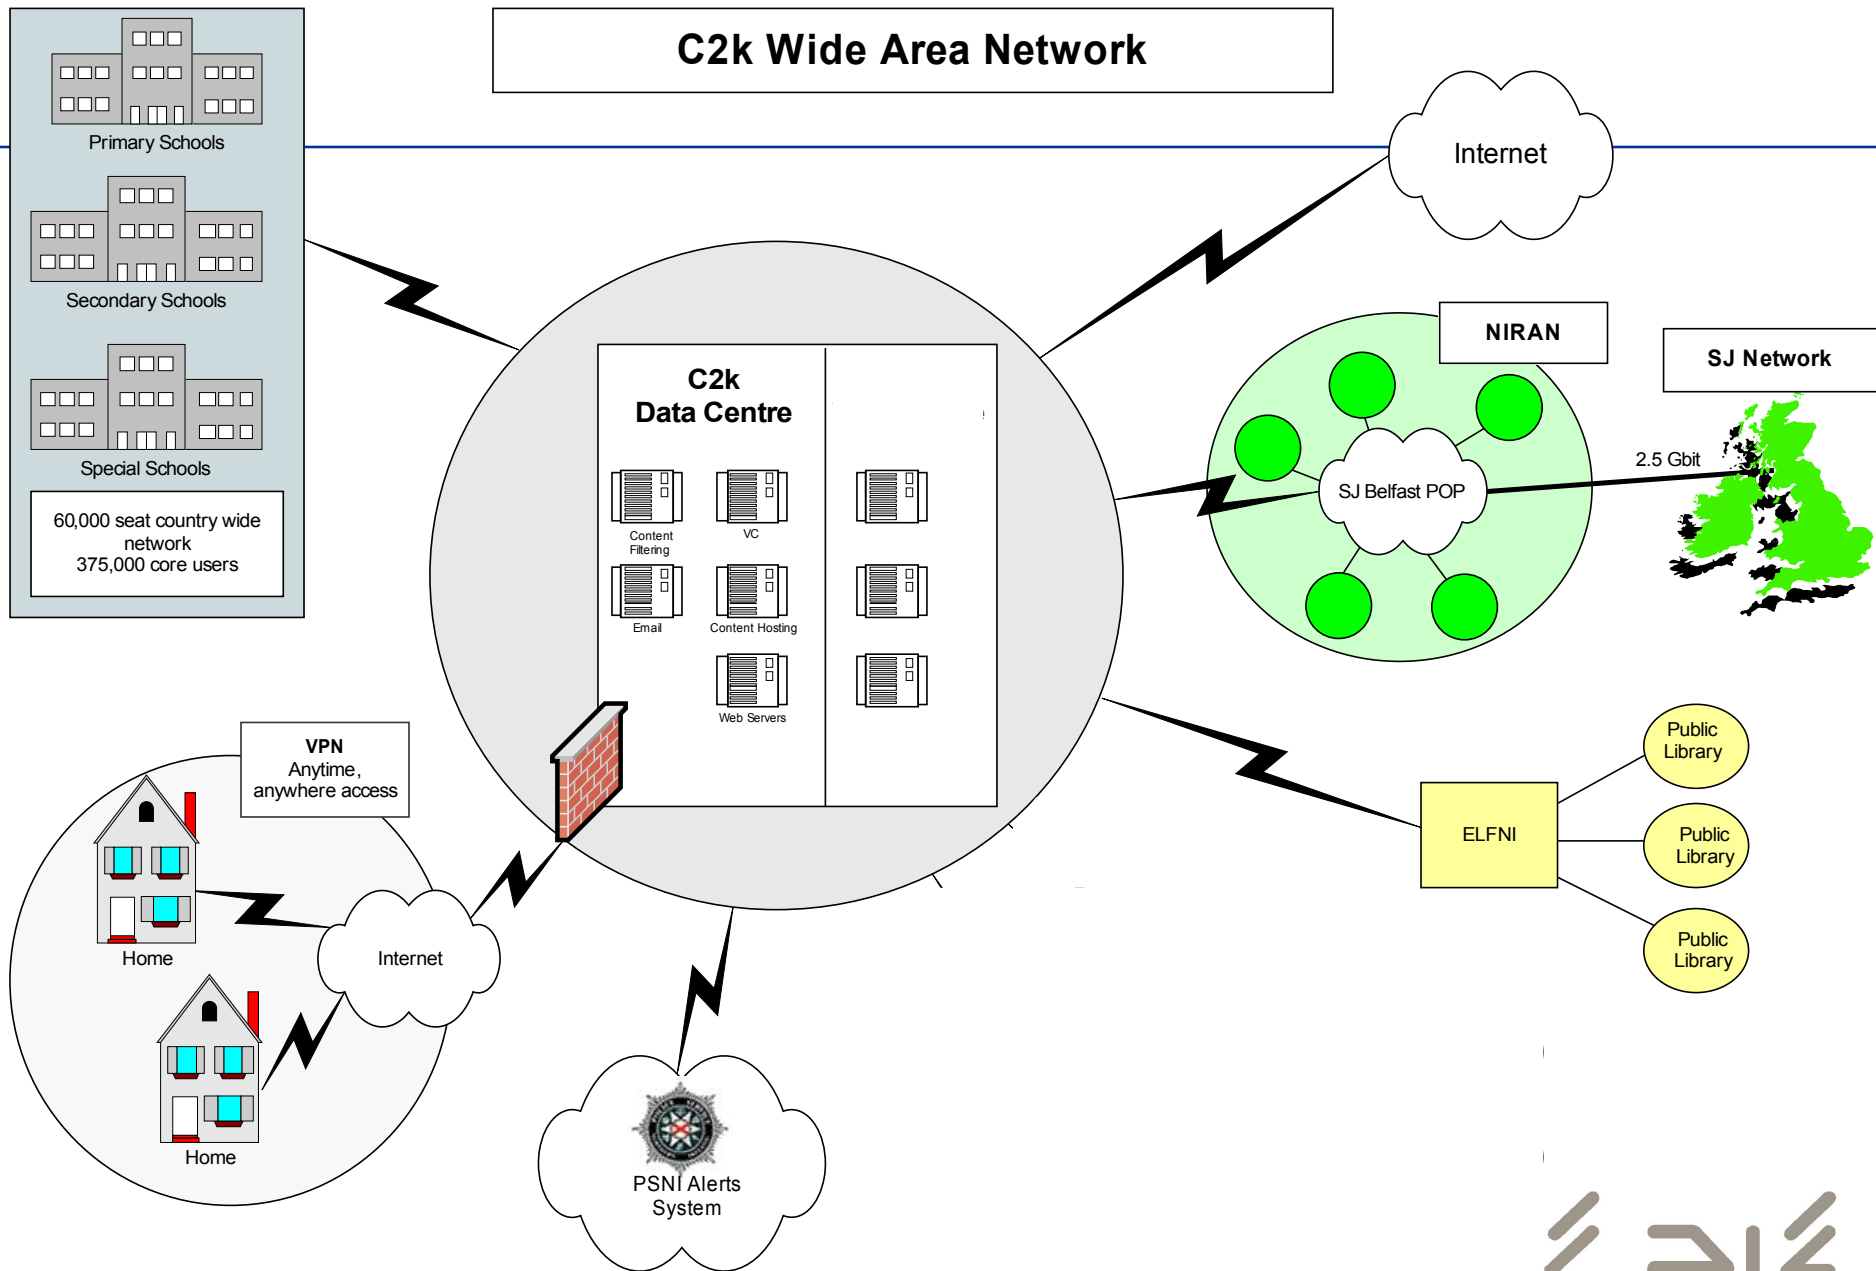 C2k Wide Area Network
Primary Schools
Secondary Schools
Special Schools
60,000 seat country wide
network
375,000 core users
Internet
C2k
Data Centre
Content
Filtering
VC
Email
Content Hosting
Web Servers
NIRAN
SJ Network
SJ Belfast POP
2.5 Gbit
VPN
Anytime,
anywhere access
Home
Home
Internet
PSNI Alerts
System
ELFNI
Public
Library
Public
Library
Public
Library